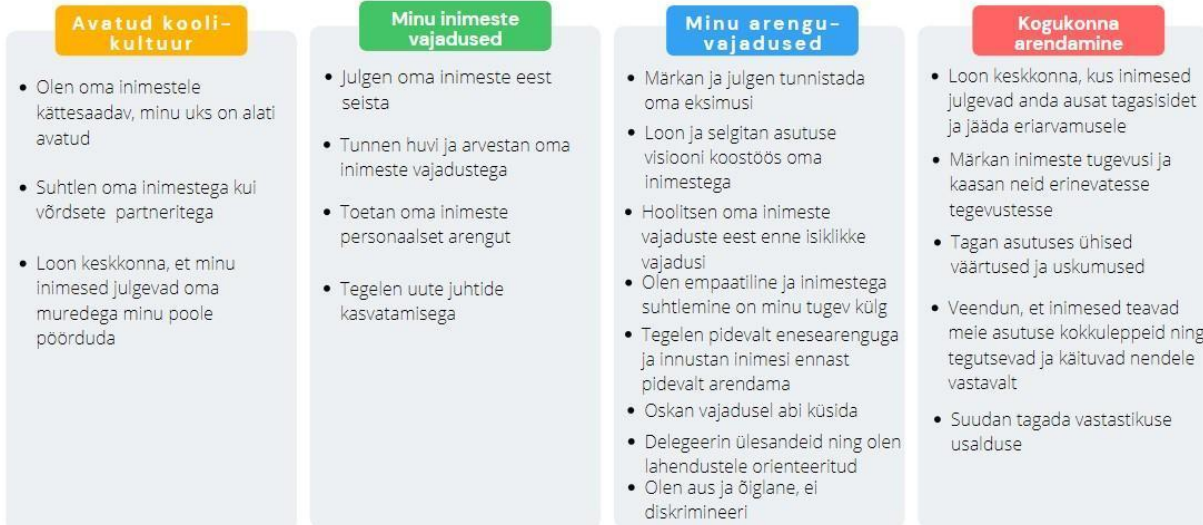 Avatud kooli-
kultuur
• Olen oma inimestele
kättesaadav, minu uks on alati
avatud
• Suhtlen oma inimestega kui
võrdsete partneritega
• Loon keskkonna, et minu
inimesed julgevad oma
muredega minu poole
pöörduda
Minu inimeste
vajadused
• Julgen oma inimeste eest
seista
• Tunnen huvi ja arvestan oma
inimeste vajadustega
• Toetan oma inimeste
personaalset arengut
• Tegelen uute juhtide
kasvatamisega
Minu arengu-
vajadused
• Märkan ja julgen tunnistada
oma eksimusi
• Loon ja selgitan asutuse
visiooni koostöös oma
inimestega
• Hoolitsen oma inimeste
vajaduste eest enne isiklikke
vajadusi
• Olen empaatiline ja inimestega
suhtlemine on minu tugev külg
• Tegelen pidevalt enesearenguga
ja innustan inimesi ennast
pidevalt arendama
• Oskan vajadusel abi küsida
• Delegeerin ülesandeid ning olen
lahendustele orienteeritud
• Olen aus ja õiglane, ei
diskrimineeri
Kogukonna
arendamine
• Loon keskkonna, kus inimesed
julgevad anda ausat tagasisidet
ja jääda eriarvamusele
• Märkan inimeste tugevusi ja
kaasan neid erinevatesse
tegevustesse
• Tagan asutuses ühised
väärtused ja uskumused
• Veendun, et inimesed teavad
meie asutuse kokkuleppeid ning
tegutsevad ja käituvad nendele
vastavalt
• Suudan tagada vastastikuse
usalduse